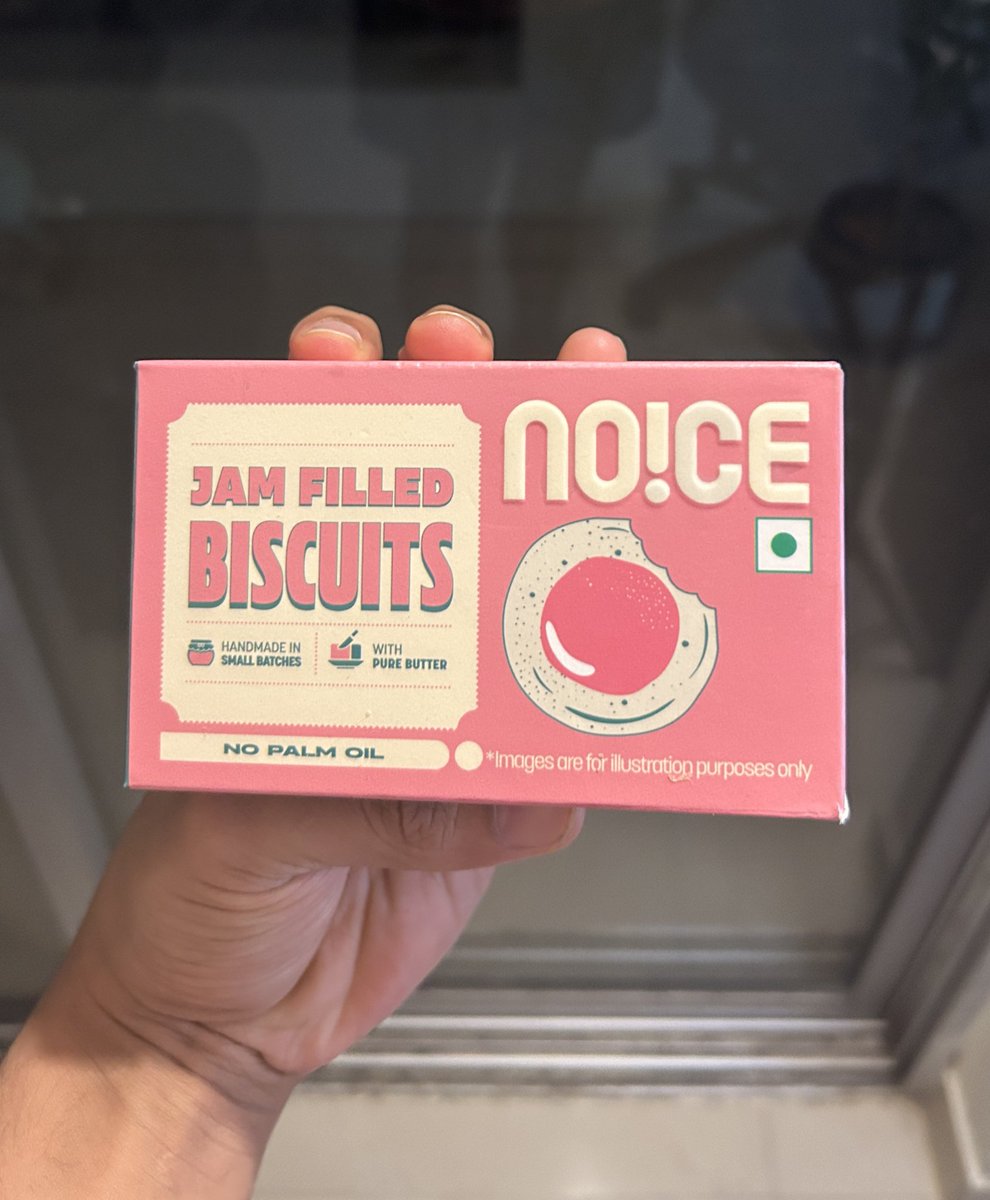 NO!CE
JAM FILLED
BISCUITS
HANDMADE IN
SMALL BATCHES
WITH
PURE BUTTER
NO PALM OIL
*Images are for illustration purposes only